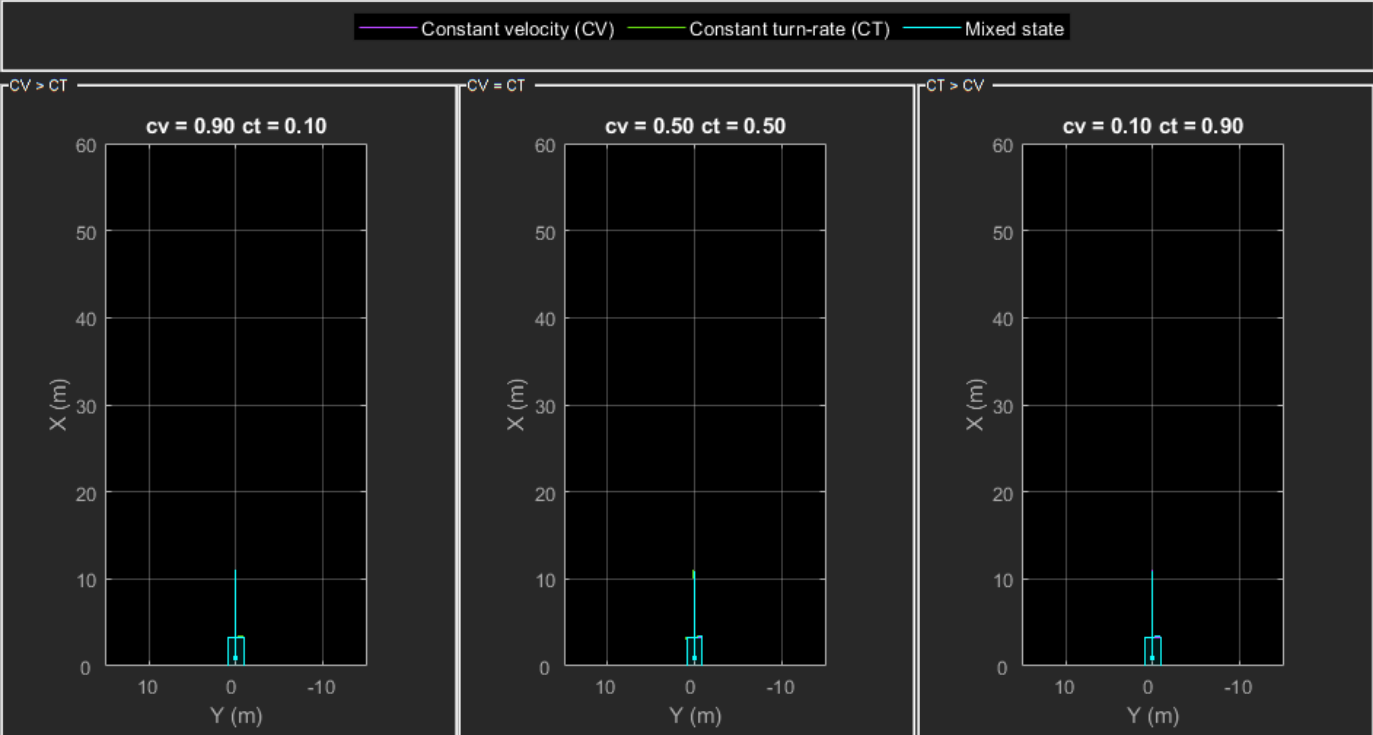 Constant velocity (CV) Constant turn-rate (CT) Mixed state
CV > CT
cv = 0.90 ct = 0.10
60
50
40
30
20
10
0
X (m)
10 0 -10
Y (m)
CV = CT
cv = 0.50 ct = 0.50
60
50
40
30
20
10
0
X (m)
10 0 -10
Y (m)
CT > CV
cv = 0.10 ct = 0.90
60
50
40
30
20
10
0
X (m)
10 0 -10
Y (m)